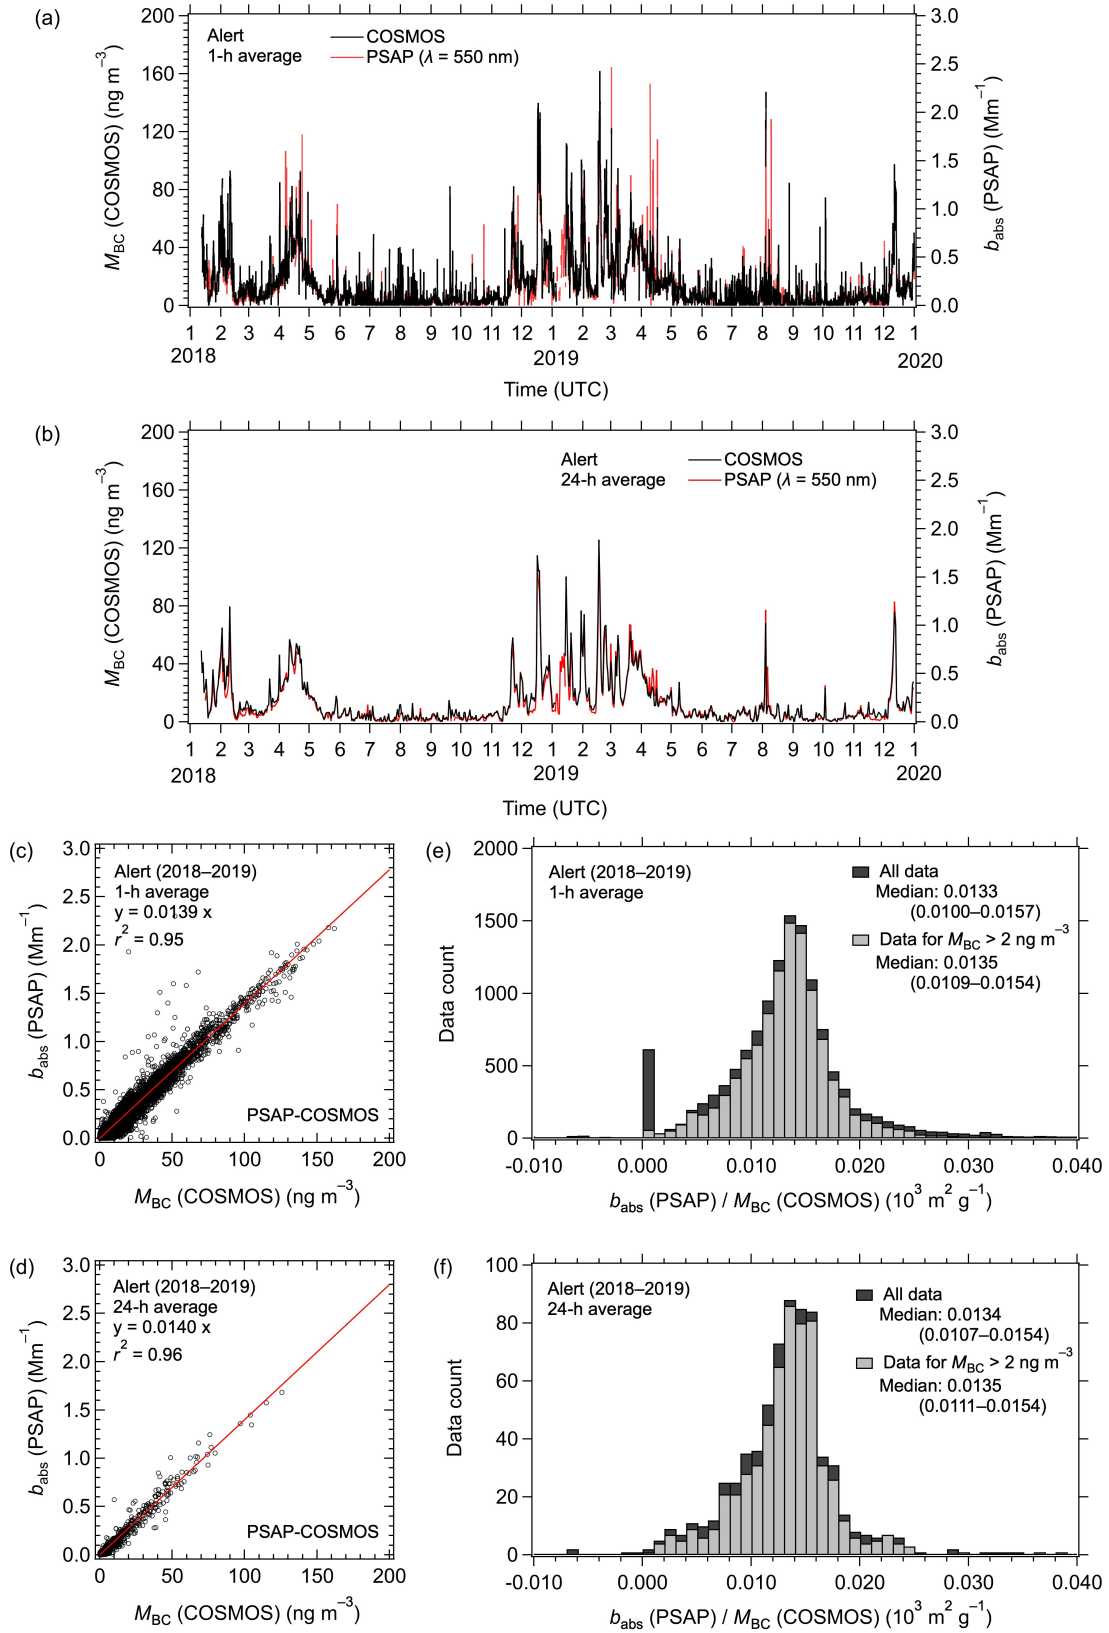 (a)
Alert
1-h average
COSMOS
PSAP (λ = 550 nm)
M_BC (COSMOS) (ng m⁻³)
200
160
120
80
40
0
b_abs (PSAP) (Mm⁻¹)
3.0
2.5
2.0
1.5
1.0
0.5
0.0
1 2 3 4 5 6 7 8 9 10 11 12 1 2 3 4 5 6 7 8 9 10 11 12 1
2018 2019 2020
Time (UTC)
(b)
Alert
24-h average
COSMOS
PSAP (λ = 550 nm)
M_BC (COSMOS) (ng m⁻³)
200
160
120
80
40
0
b_abs (PSAP) (Mm⁻¹)
3.0
2.5
2.0
1.5
1.0
0.5
0.0
1 2 3 4 5 6 7 8 9 10 11 12 1 2 3 4 5 6 7 8 9 10 11 12 1
2018 2019 2020
Time (UTC)
(c)
Alert (2018–2019)
1-h average
y = 0.0139 x
r² = 0.95
PSAP-COSMOS
b_abs (PSAP) (Mm⁻¹)
3.0
2.5
2.0
1.5
1.0
0.5
0.0
0 50 100 150 200
M_BC (COSMOS) (ng m⁻³)
(e)
Alert (2018–2019)
1-h average
All data
Median: 0.0133
(0.0100–0.0157)
Data for M_BC > 2 ng m⁻³
Median: 0.0135
(0.0109–0.0154)
Data count
2000
1500
1000
500
0
-0.010 0.000 0.010 0.020 0.030 0.040
b_abs (PSAP) / M_BC (COSMOS) (10³ m² g⁻¹)
(d)
Alert (2018–2019)
24-h average
y = 0.0140 x
r² = 0.96
PSAP-COSMOS
b_abs (PSAP) (Mm⁻¹)
3.0
2.5
2.0
1.5
1.0
0.5
0.0
0 50 100 150 200
M_BC (COSMOS) (ng m⁻³)
(f)
Alert (2018–2019)
24-h average
All data
Median: 0.0134
(0.0107–0.0154)
Data for M_BC > 2 ng m⁻³
Median: 0.0135
(0.0111–0.0154)
Data count
100
80
60
40
20
0
-0.010 0.000 0.010 0.020 0.030 0.040
b_abs (PSAP) / M_BC (COSMOS) (10³ m² g⁻¹)